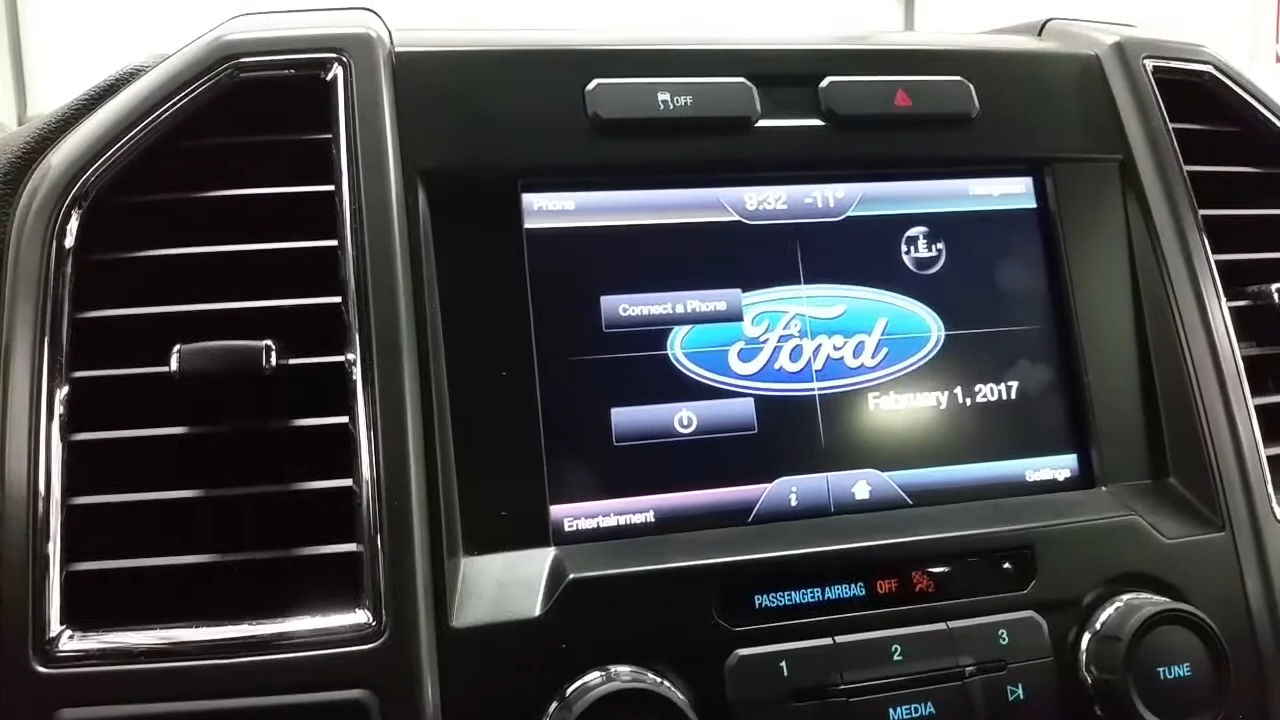 OFF
Phone 9:32 -11° Navigation
E
Connect a Phone
Ford
February 1, 2017
Settings
i
Entertainment
PASSENGER AIRBAG OFF 2
1 2 3
MEDIA
TUNE